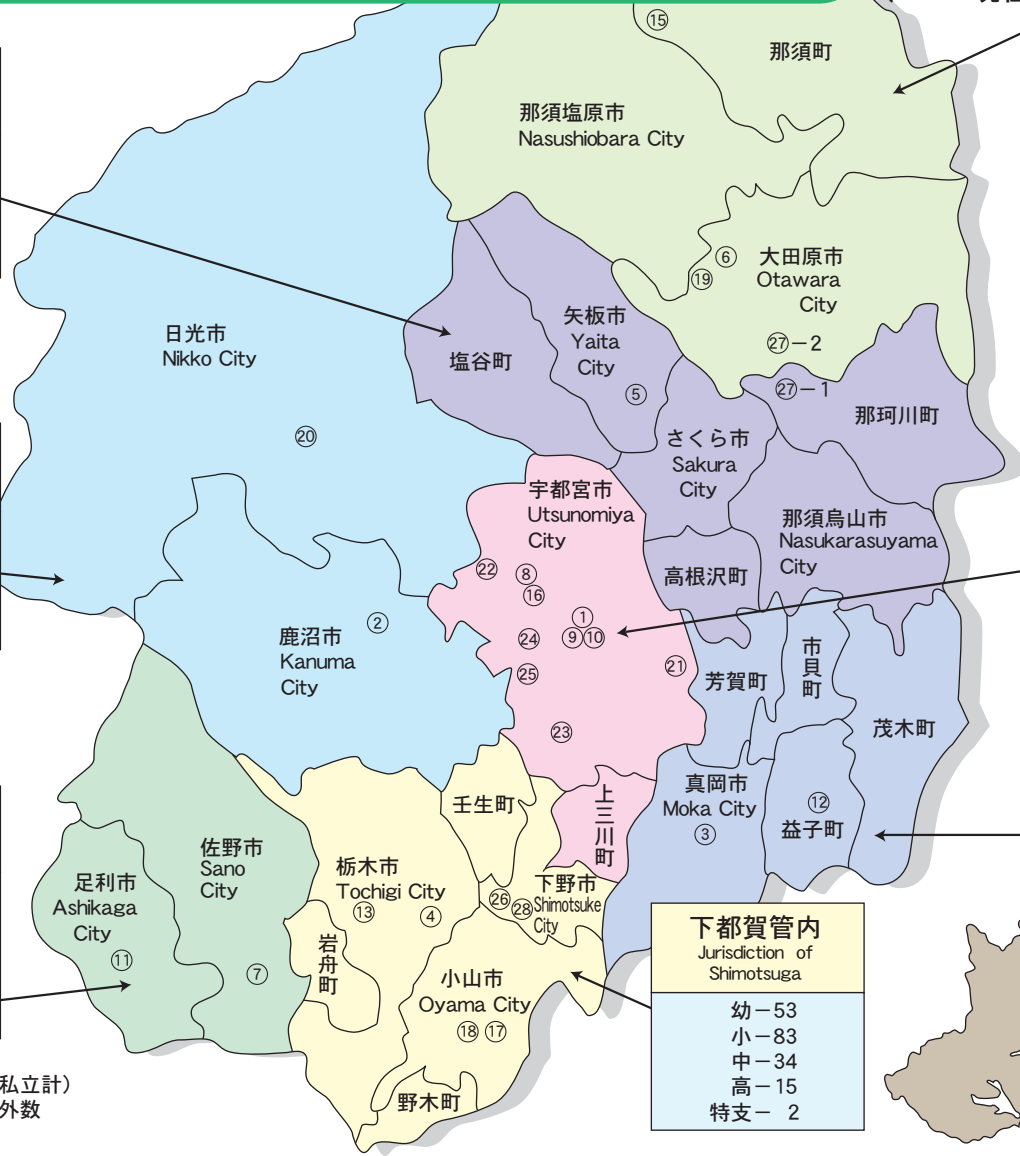 ⑮
那須町
那須塩原市
Nasushiobara City
⑥
大田原市
Otawara
City
⑲
㉗－2
日光市
Nikko City
矢板市
Yaita
City
塩谷町
⑤
㉗－1
那珂川町
⑳
さくら市
Sakura
City
宇都宮市
Utsunomiya
City
那須烏山市
Nasukarasuyama
City
高根沢町
㉒
⑧
⑯
①
⑨⑩
㉔
㉕
㉑
㉓
②
鹿沼市
Kanuma
City
芳賀町
市貝町
茂木町
真岡市
Moka City
③
⑫
益子町
上三川町
壬生町
佐野市
Sano
City
足利市
Ashikaga
City
⑪
⑦
栃木市
Tochigi City
⑬
④
下野市
Shimotsuke
City
㉖
㉘
岩舟町
小山市
Oyama City
⑱ ⑰
野木町
下都賀管内
Jurisdiction of
Shimotsuga
幼－53
小－83
中－34
高－15
特支－ 2
私立計）
外数